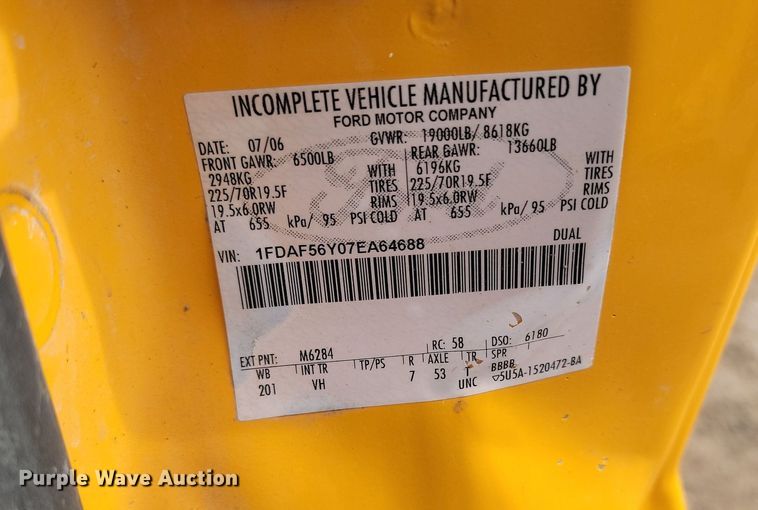 INCOMPLETE VEHICLE MANUFACTURED BY
FORD MOTOR COMPANY
DATE: 07/06 GVWR: 19000LB/ 8618KG
FRONT GAWR: 6500LB REAR GAWR: 13660LB
2948KG WITH 6196KG WITH
225/70R19.5F TIRES 225/70R19.5F TIRES
19.5x6.0RW RIMS 19.5x6.0RW RIMS
AT 655 kPa/ 95 PSI COLD AT 655 kPa/ 95 PSI COLD
VIN: 1FDAF56Y07EA64688 DUAL
EXT PNT: M6284 RC: 58 DSO: 6180
WB INT TR TP/PS R AXLE TR SPR
201 VH 7 53 T BBBB
UNC 5U5A-1520472-BA
Purple Wave Auction